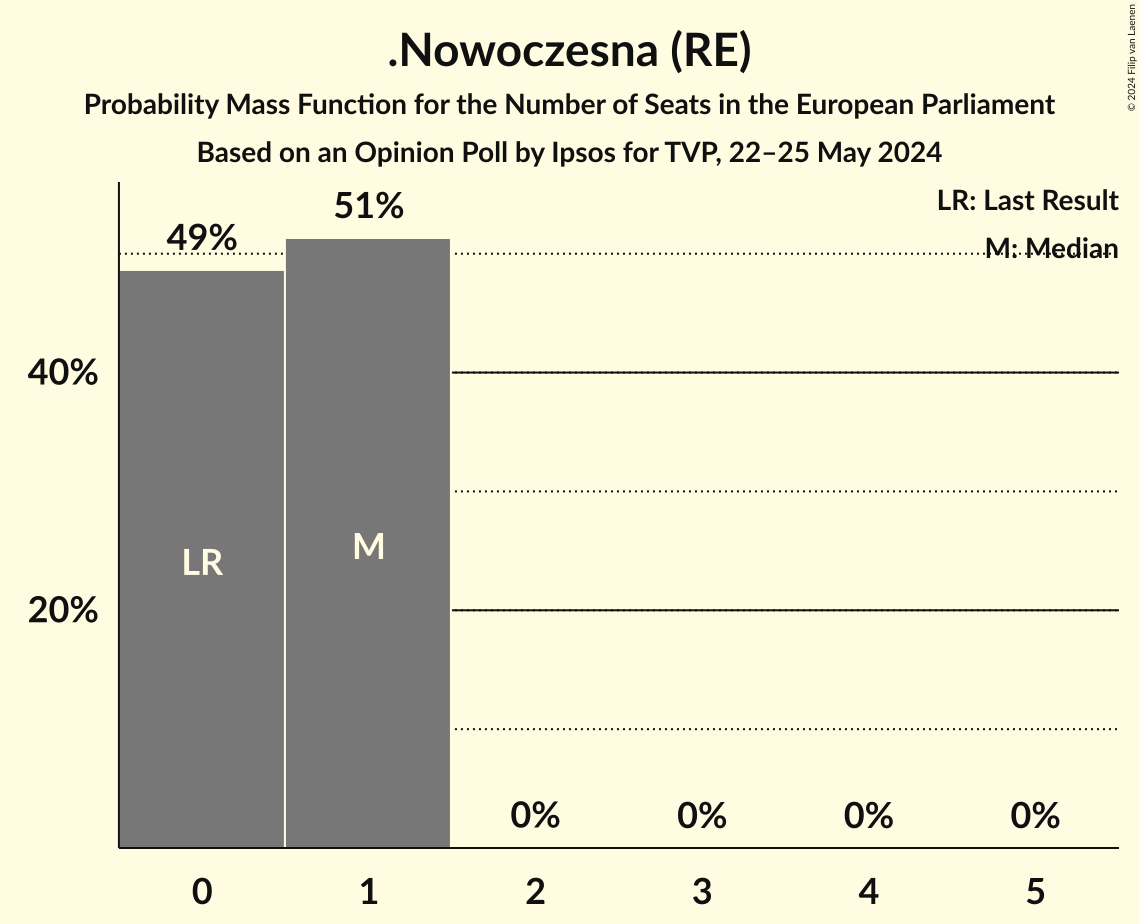 .Nowoczesna (RE)
Probability Mass Function for the Number of Seats in the European Parliament
Based on an Opinion Poll by Ipsos for TVP, 22–25 May 2024
© 2024 Filip van Laenen
LR: Last Result
M: Median
51%
49%
40%
20%
LR
M
0%
0%
0%
0%
0
1
2
3
4
5